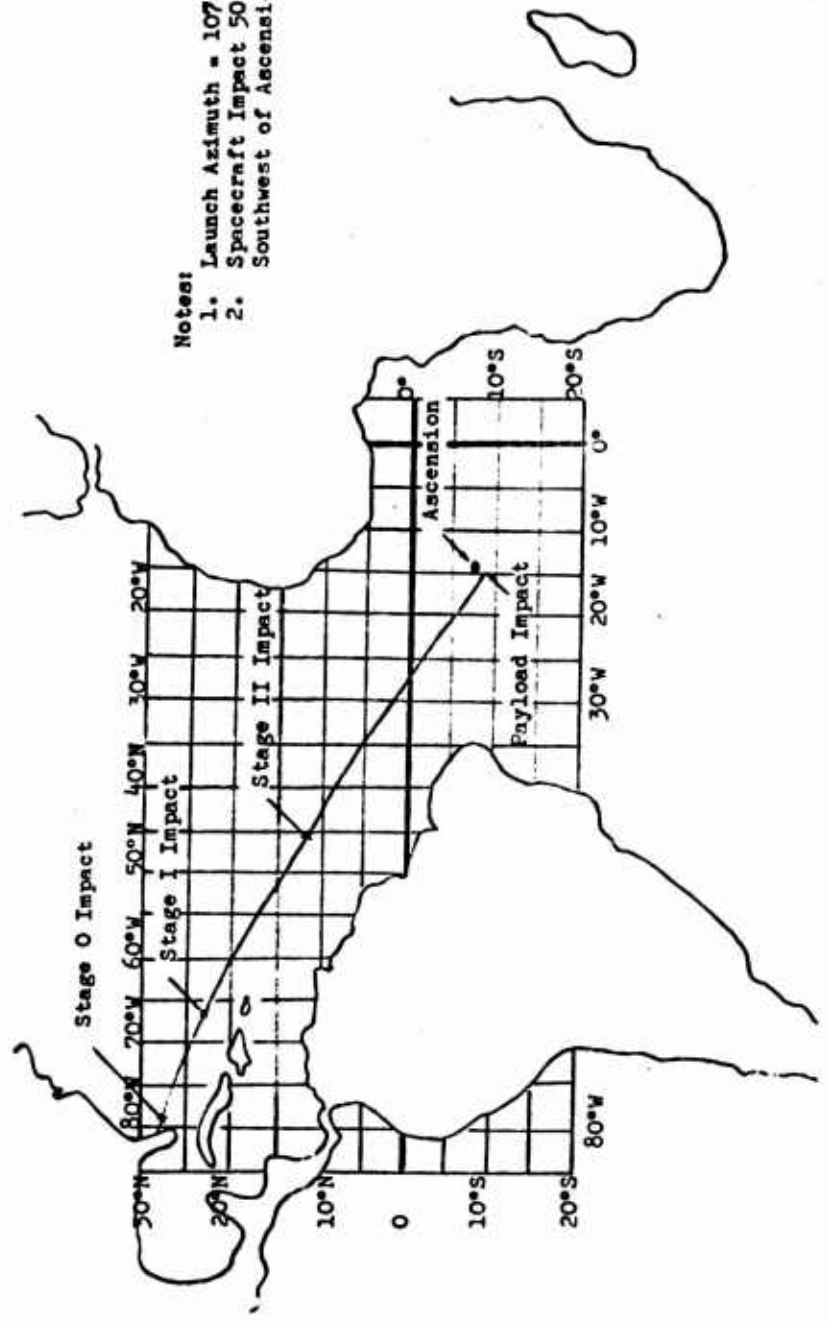 Notes:
1. Launch Azimuth = 107
2. Spacecraft Impact 50
Southwest of Ascensi
Stage 0 Impact
Stage I Impact
Stage II Impact
Ascension
Payload Impact
80°W
70°W
60°W
50°W
40°W
30°W
20°W
30°N
20°N
10°N
0
10°S
20°S
0°
10°S
20°S
80°W
30°W
20°W
10°W
0°